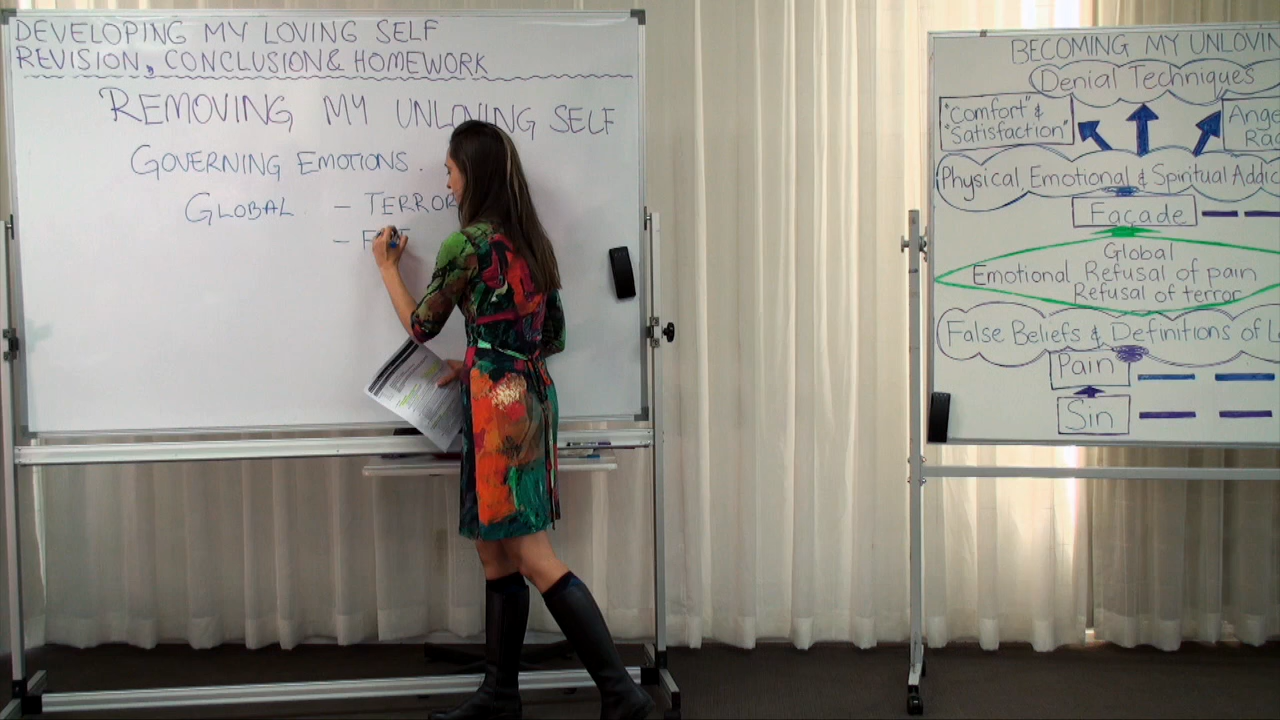 DEVELOPING MY LOVING SELF
REVISION, CONCLUSION & HOMEWORK
REMOVING MY UNLOVING SELF
GOVERNING EMOTIONS.
GLOBAL - TERROR
-
BECOMING MY UNLOVIN
Denial Techniques
"Comfort" &
"Satisfaction"
Ange
Rag
Physical, Emotional & Spiritual Addic
Façade
Global
Emotional Refusal of pain
Refusal of terror
False Beliefs & Definitions of L
Pain
Sin